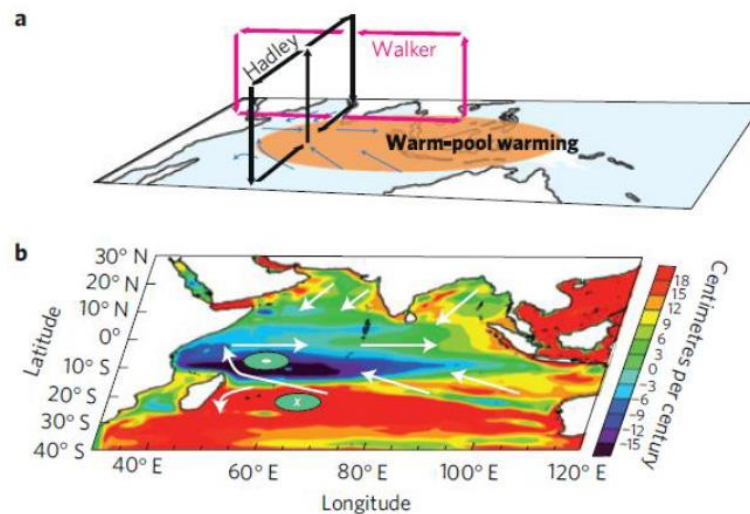 a
Hadley
Walker
Warm-pool warming
b
30° N
20° N
10° N
0°
10° S
20° S
30° S
40° S
Latitude
40° E
60° E
80° E
100° E
120° E
Longitude
x
18
15
12
9
6
3
0
−3
−6
−9
−12
−15
Centimetres per century